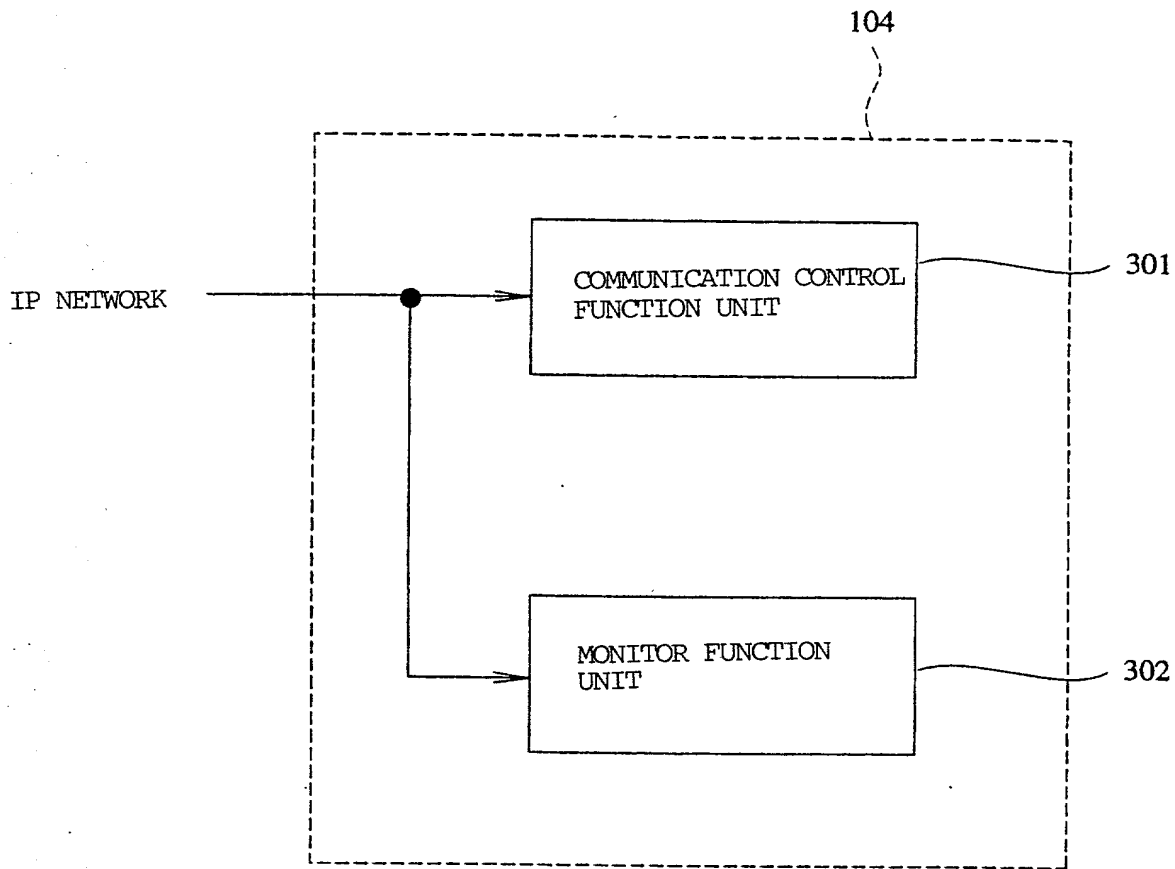 104
COMMUNICATION CONTROL
FUNCTION UNIT
301
IP NETWORK
MONITOR FUNCTION
UNIT
302